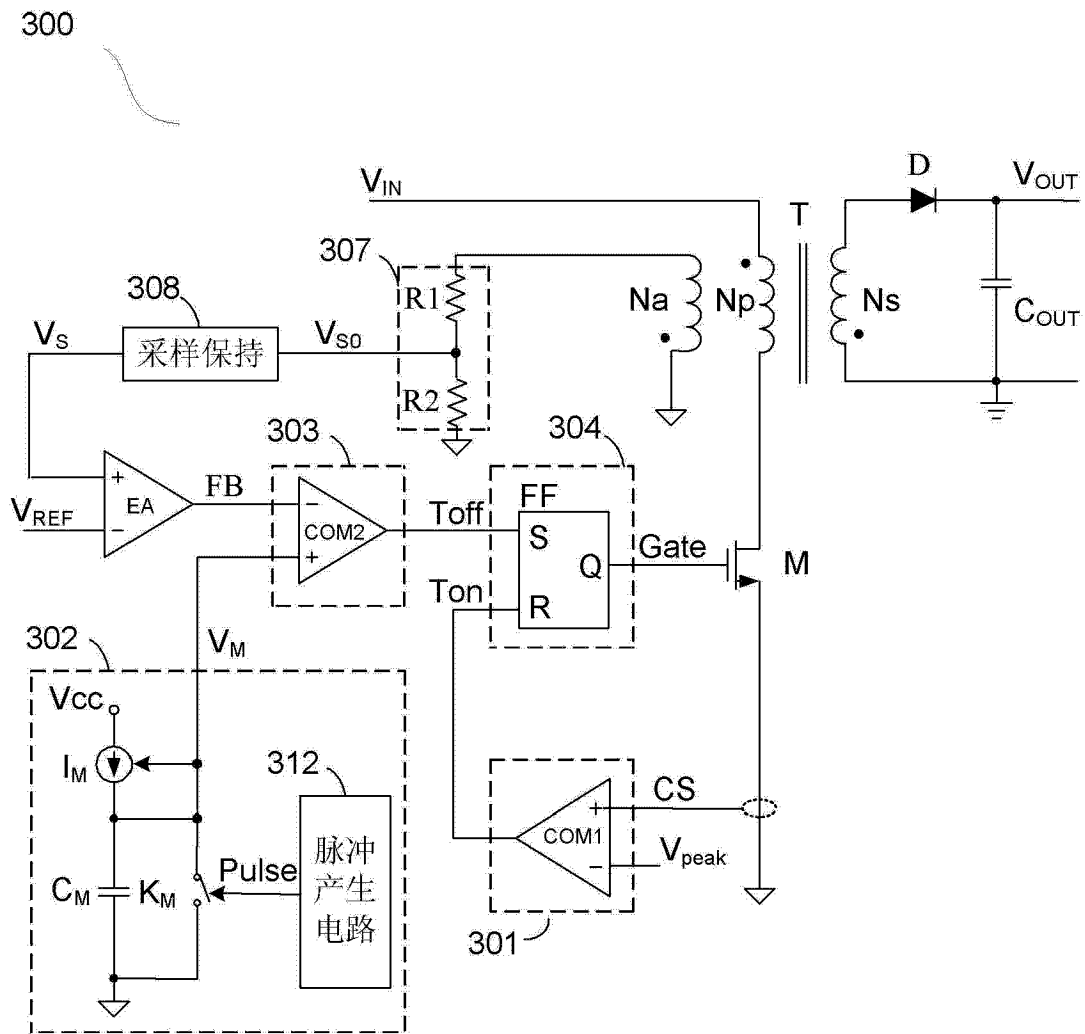 300
V_IN
D
V_OUT
T
307
R1
Na
Np
Ns
C_OUT
308
V_S
采样保持
V_S0
R2
303
304
+
EA
−
FB
V_REF
−
COM2
+
Toff
FF
S
Q
R
Gate
M
Ton
302
V_M
Vcc
I_M
312
脉冲
产生
电路
Pulse
C_M
K_M
CS
+
COM1
−
V_peak
301